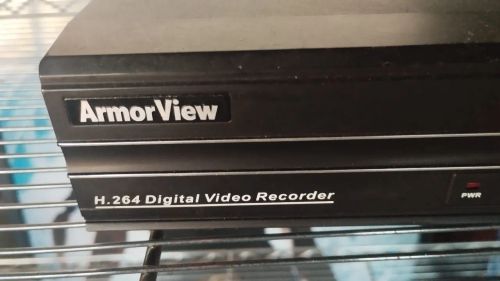 ArmorView
H.264 Digital Video Recorder
PWR